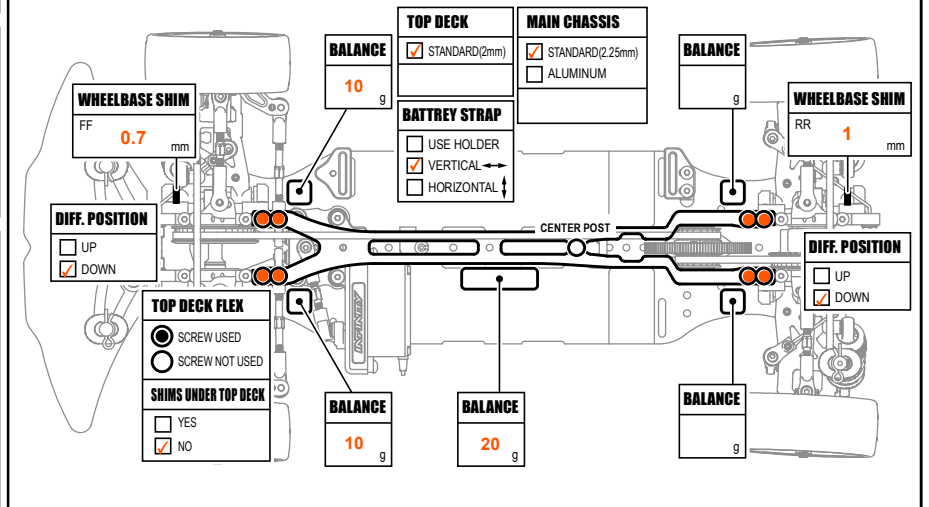 TOP DECK
STANDARD(2mm)
MAIN CHASSIS
STANDARD(2.25mm)
ALUMINUM
BALANCE
10
g
BALANCE
g
WHEELBASE SHIM
FF
0.7
mm
BATTREY STRAP
USE HOLDER
VERTICAL
HORIZONTAL
WHEELBASE SHIM
RR
1
mm
DIFF. POSITION
UP
DOWN
CENTER POST
DIFF. POSITION
UP
DOWN
TOP DECK FLEX
SCREW USED
SCREW NOT USED
SHIMS UNDER TOP DECK
YES
NO
INFINITY
BALANCE
10
g
BALANCE
20
g
BALANCE
g